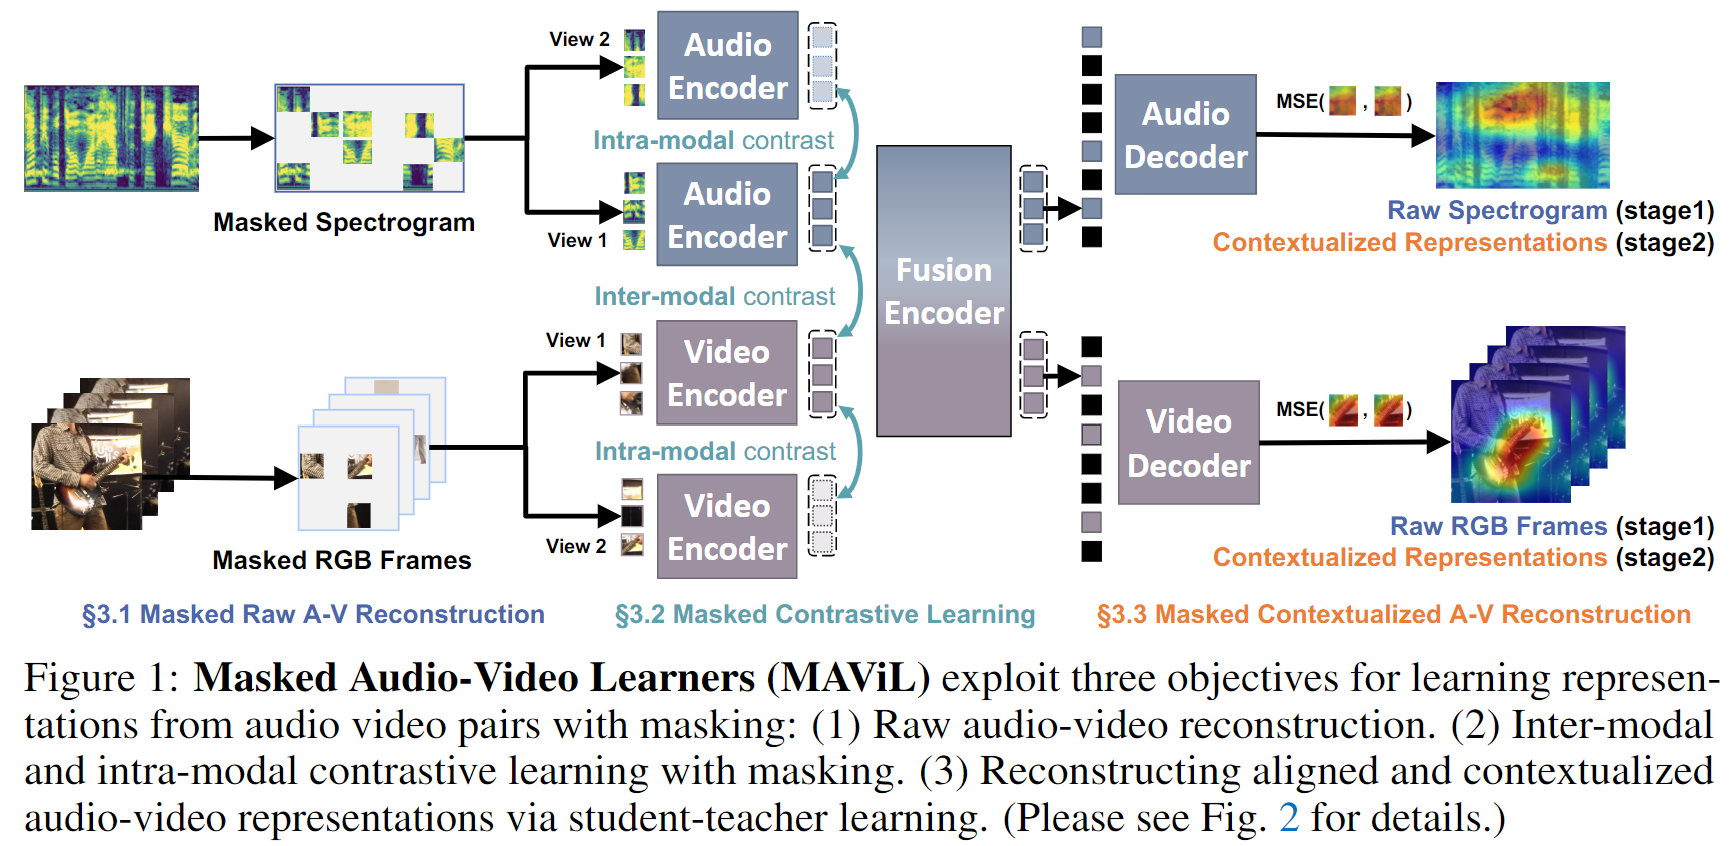 View 2
Audio
Encoder
Intra-modal contrast
Masked Spectrogram
View 1
Audio
Encoder
Inter-modal contrast
View 1
Video
Encoder
Intra-modal contrast
Masked RGB Frames
View 2
Video
Encoder
Fusion
Encoder
Audio
Decoder
MSE( , )
Raw Spectrogram (stage1)
Contextualized Representations (stage2)
Video
Decoder
MSE( , )
Raw RGB Frames (stage1)
Contextualized Representations (stage2)
§3.1 Masked Raw A-V Reconstruction
§3.2 Masked Contrastive Learning
§3.3 Masked Contextualized A-V Reconstruction
Figure 1: Masked Audio-Video Learners (MAViL) exploit three objectives for learning represen-
tations from audio video pairs with masking: (1) Raw audio-video reconstruction. (2) Inter-modal
and intra-modal contrastive learning with masking. (3) Reconstructing aligned and contextualized
audio-video representations via student-teacher learning. (Please see Fig. 2 for details.)